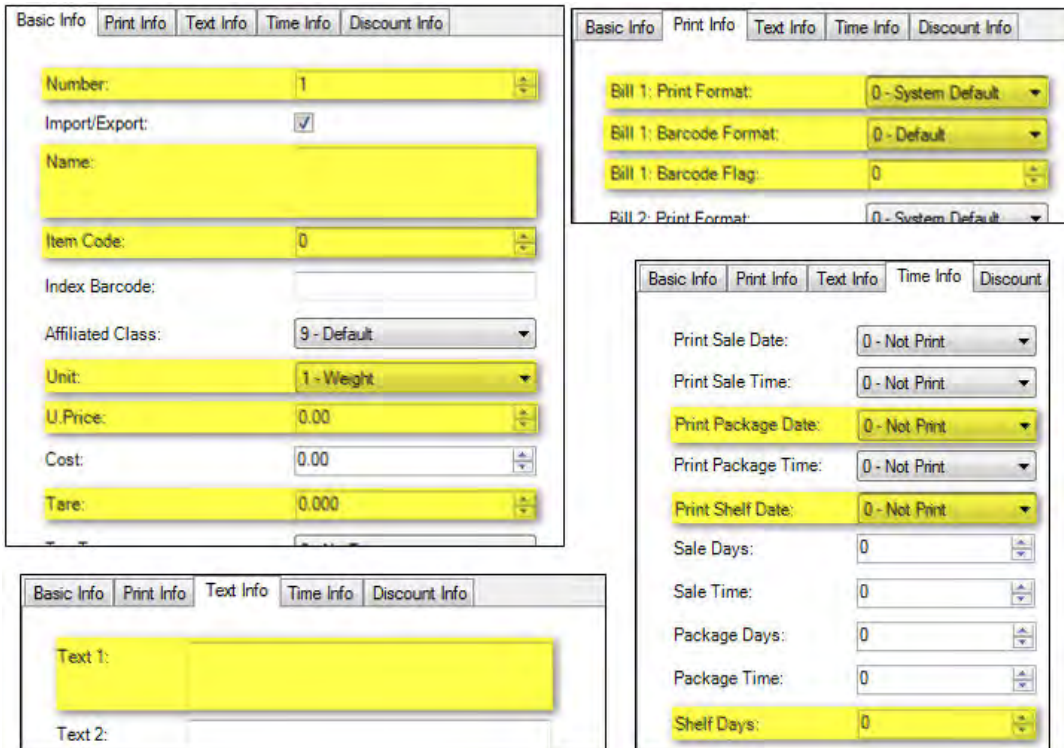 Basic Info Print Info Text Info Time Info Discount Info
Number: 1
Import/Export:
Name:
Item Code: 0
Index Barcode:
Affiliated Class: 9 - Default
Unit: 1 - Weight
U.Price: 0.00
Cost: 0.00
Tare: 0.000
Basic Info Print Info Text Info Time Info Discount Info
Bill 1: Print Format: 0 - System Default
Bill 1: Barcode Format: 0 - Default
Bill 1: Barcode Flag: 0
Bill 2: Print Format: 0 - System Default
Basic Info Print Info Text Info Time Info Discount
Print Sale Date: 0 - Not Print
Print Sale Time: 0 - Not Print
Print Package Date: 0 - Not Print
Print Package Time: 0 - Not Print
Print Shelf Date: 0 - Not Print
Sale Days: 0
Sale Time: 0
Package Days: 0
Package Time: 0
Shelf Days: 0
Basic Info Print Info Text Info Time Info Discount Info
Text 1:
Text 2: